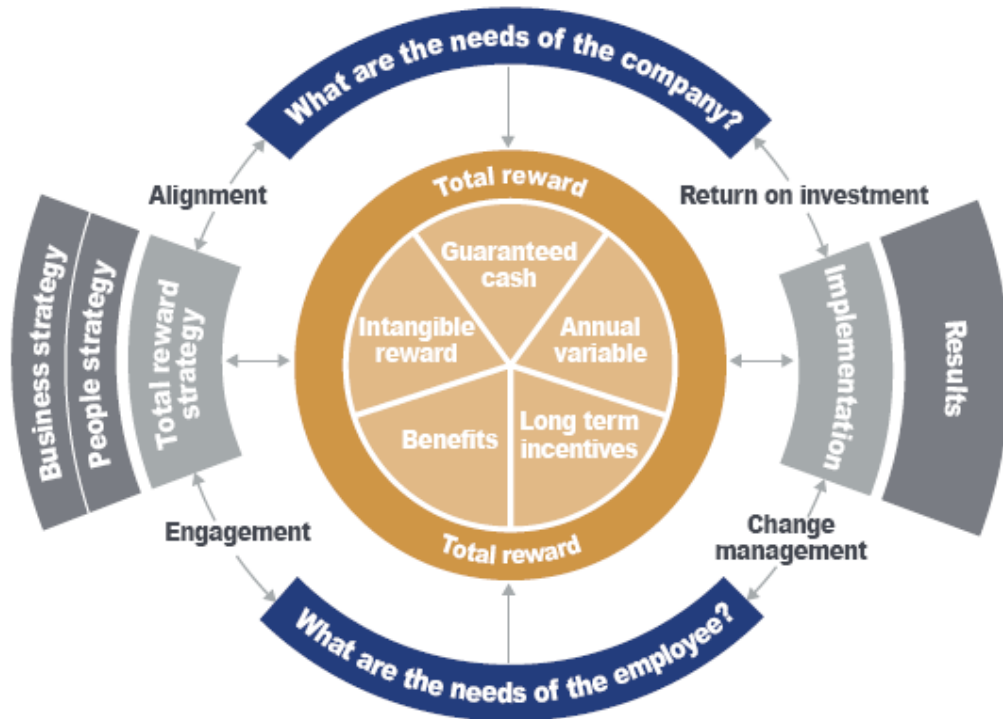 What are the needs of the company?
Alignment
Return on investment
Business strategy
People strategy
Total reward
strategy
Total reward
Guaranteed
cash
Intangible
reward
Annual
variable
Benefits
Long term
incentives
Total reward
Implementation
Results
Engagement
Change
management
What are the needs of the employee?